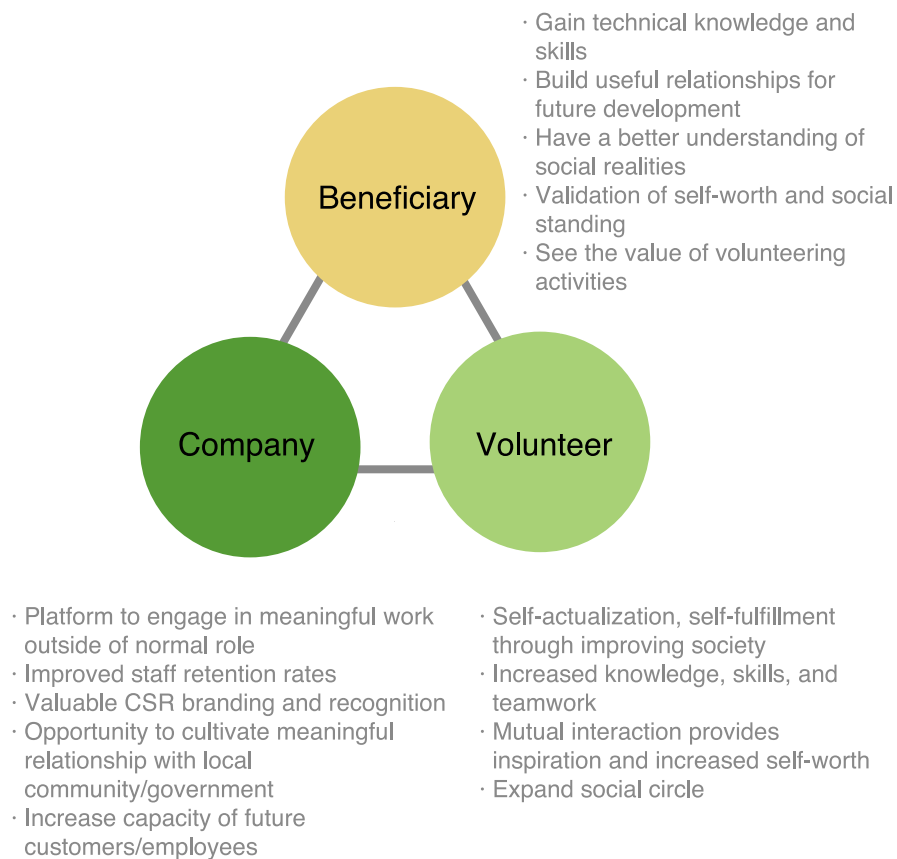 · Gain technical knowledge and
skills
· Build useful relationships for
future development
· Have a better understanding of
social realities
· Validation of self-worth and social
standing
· See the value of volunteering
activities
Beneficiary
Company
Volunteer
· Platform to engage in meaningful work
outside of normal role
· Improved staff retention rates
· Valuable CSR branding and recognition
· Opportunity to cultivate meaningful
relationship with local
community/government
· Increase capacity of future
customers/employees
· Self-actualization, self-fulfillment
through improving society
· Increased knowledge, skills, and
teamwork
· Mutual interaction provides
inspiration and increased self-worth
· Expand social circle